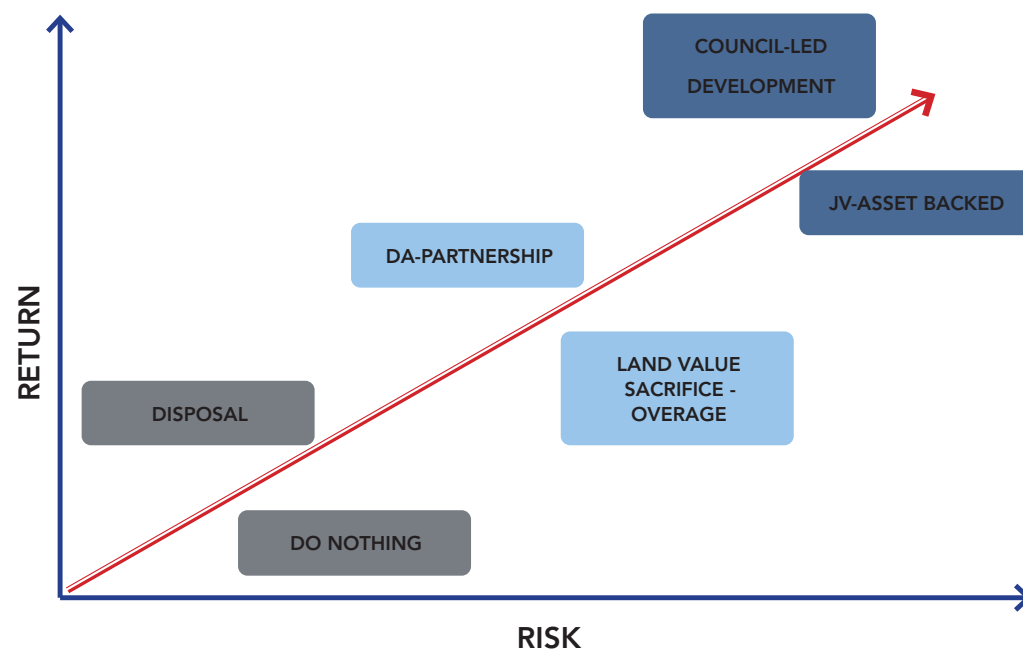 COUNCIL-LED
DEVELOPMENT
JV-ASSET BACKED
DA-PARTNERSHIP
LAND VALUE
SACRIFICE -
OVERAGE
DISPOSAL
DO NOTHING
RETURN
RISK